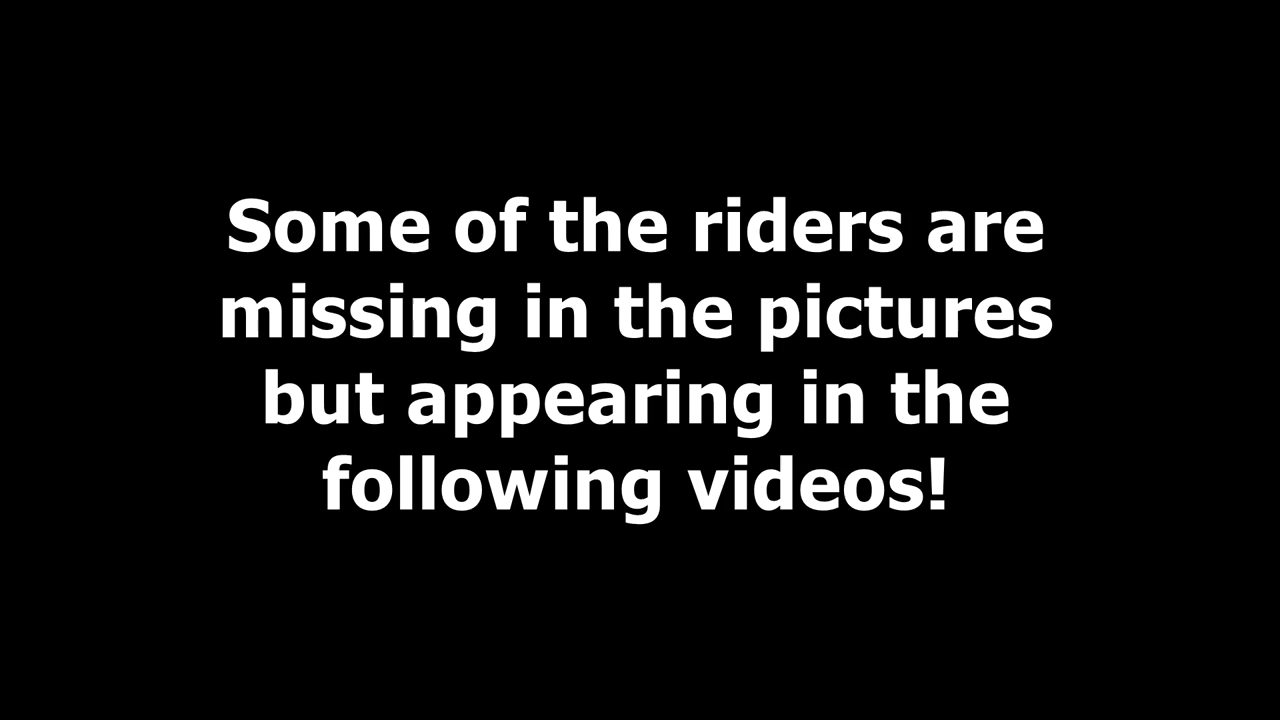 Some of the riders are
missing in the pictures
but appearing in the
following videos!